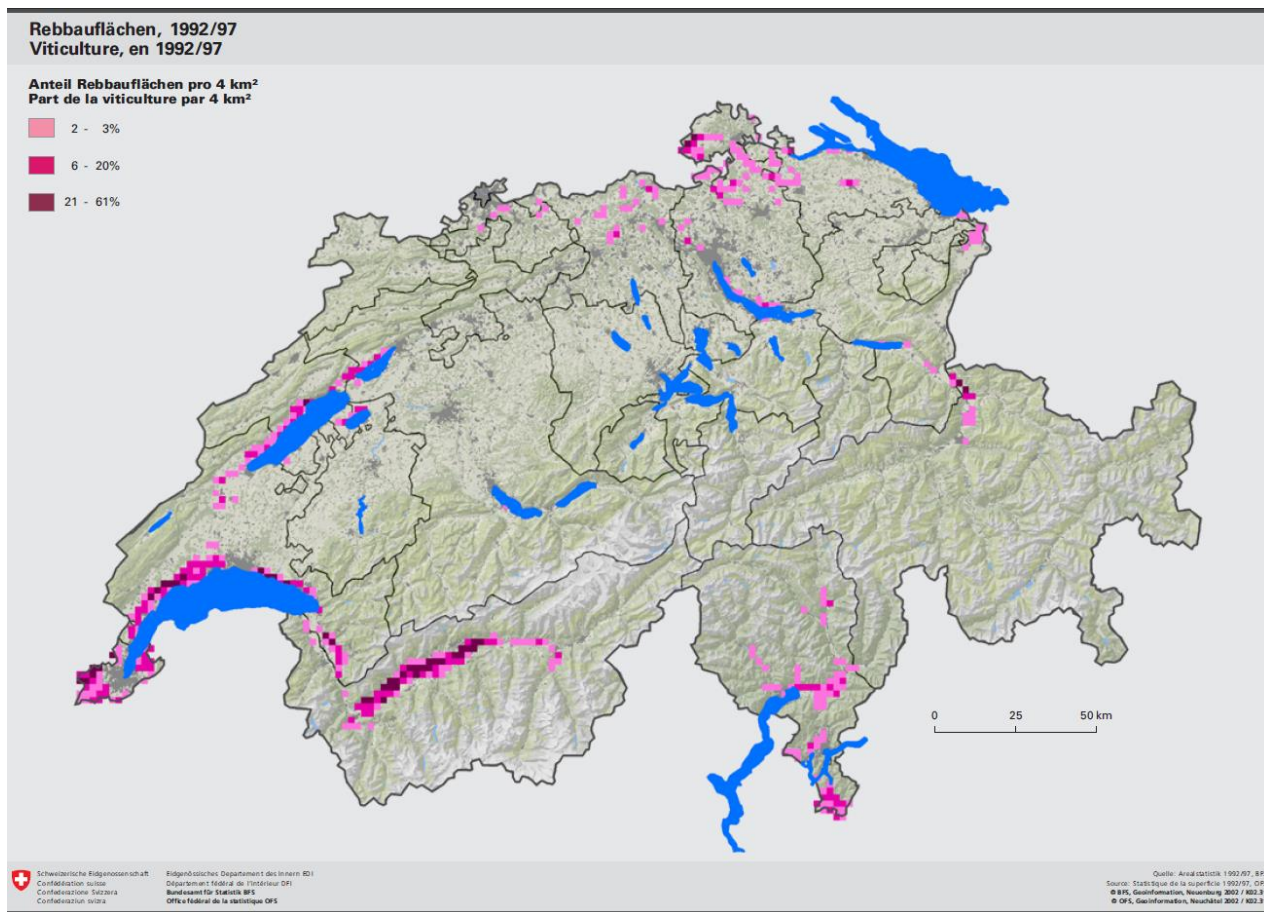 Rebbauflächen, 1992/97
Viticulture, en 1992/97
Anteil Rebbauflächen pro 4 km²
Part de la viticulture par 4 km²
2 - 3%
6 - 20%
21 - 61%
0 25 50 km
Schweizerische Eidgenossenschaft
Confédération suisse
Confederazione Svizzera
Confederaziun svizra
Eidgenössisches Departement des Innern EDI
Département fédéral de l'intérieur DFI
Bundesamt für Statistik BFS
Office fédéral de la statistique OFS
Quelle: Arealstatistik 1992/97, BF
Source: Statistique de la superficie 1992/97, OF
© BFS, Geoinformation, Neuenburg 2002 / K02.3
© OFS, Geoinformation, Neuchâtel 2002 / K02.3